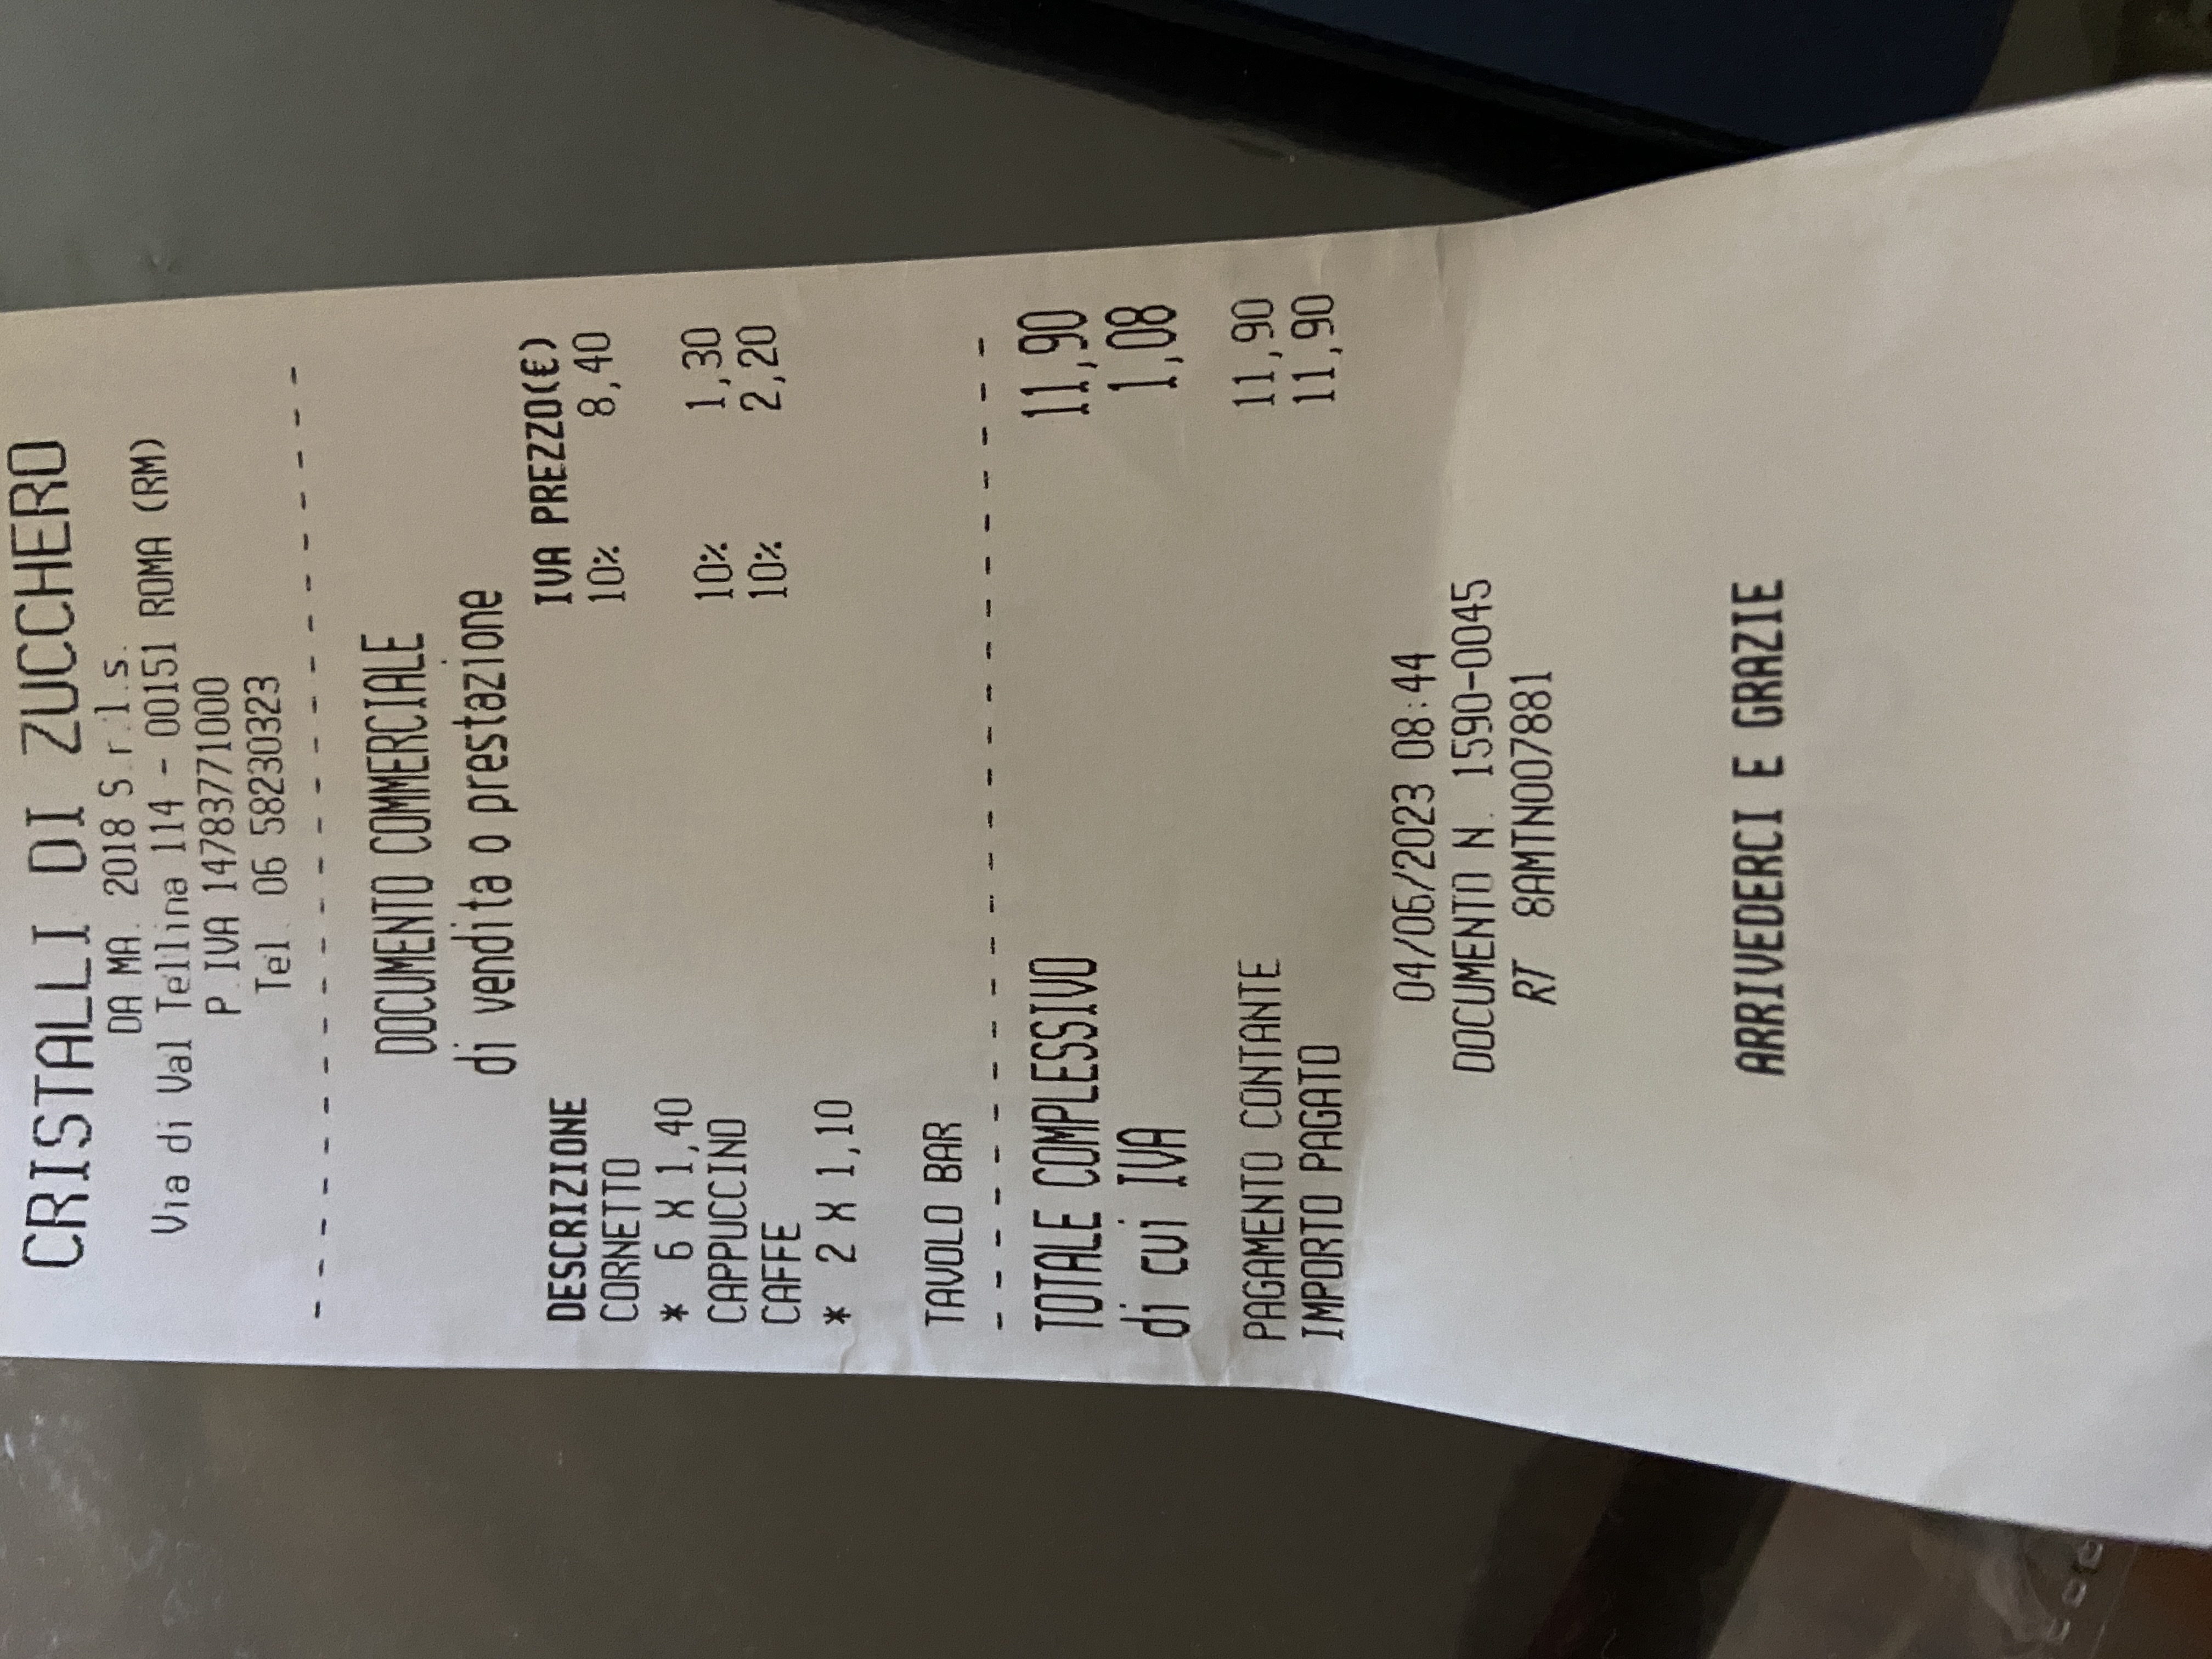 CRISTALLI DI ZUCCHERO
DA.MA. 2018 S.r.l.s.
Via di Val Tellina 114 - 00151 ROMA (RM)
P.IVA 14783771000
Tel. 06 58230323
- - - - - - - - - - - - - - - - - - - - - - -
DOCUMENTO COMMERCIALE
di vendita o prestazione
DESCRIZIONE IVA PREZZO(€)
CORNETTO 10% 8,40
* 6 X 1,40
CAPPUCCINO 10% 1,30
CAFFE 10% 2,20
* 2 X 1,10
TAVOLO BAR
- - - - - - - - - - - - - - - - - - - - - - - -
TOTALE COMPLESSIVO 11,90
di cui IVA 1,08
PAGAMENTO CONTANTE 11,90
IMPORTO PAGATO 11,90
04/06/2023 08:44
DOCUMENTO N. 1590-0045
RT 8AMTN007881
ARRIVEDERCI E GRAZIE